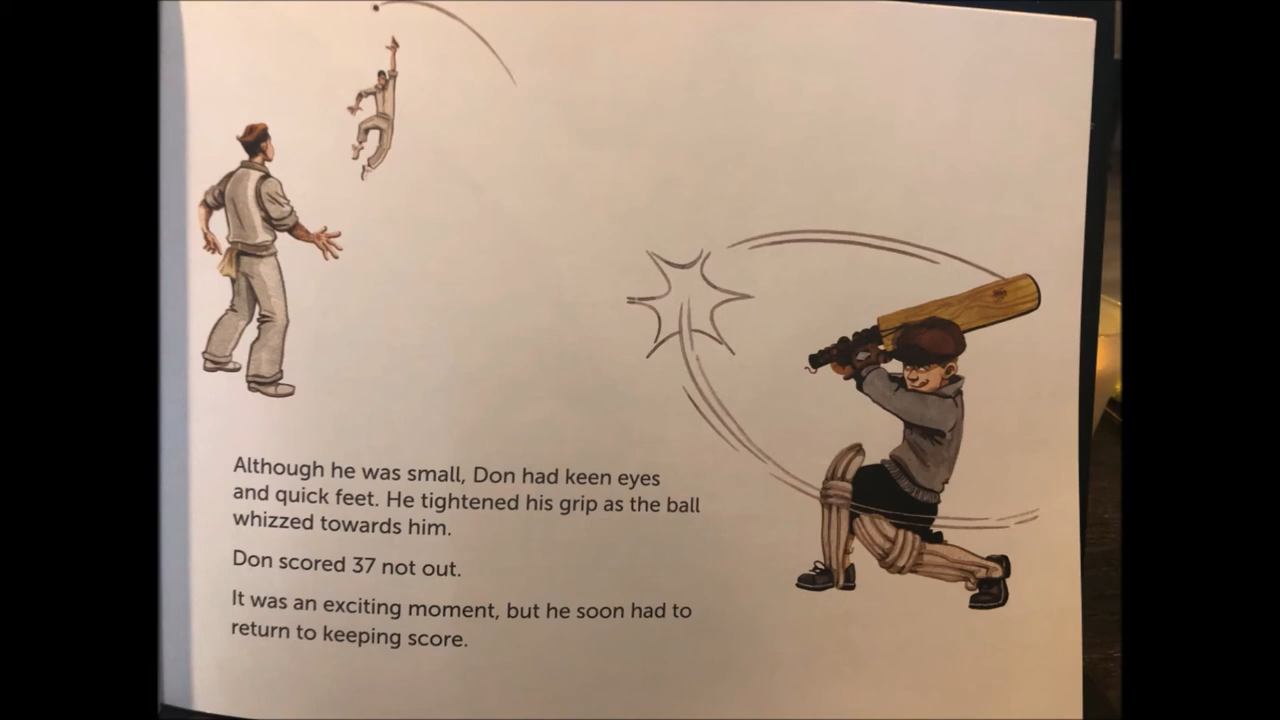 Although he was small, Don had keen eyes
and quick feet. He tightened his grip as the ball
whizzed towards him.
Don scored 37 not out.
It was an exciting moment, but he soon had to
return to keeping score.